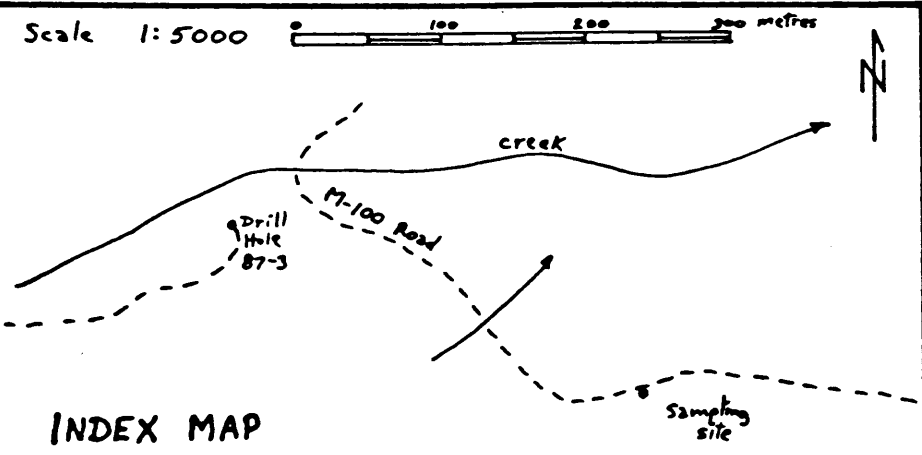 Scale 1:5000
0 100 200 300 metres
N
creek
M-100 Road
Drill
Hole
87-3
Sampling
site
INDEX MAP